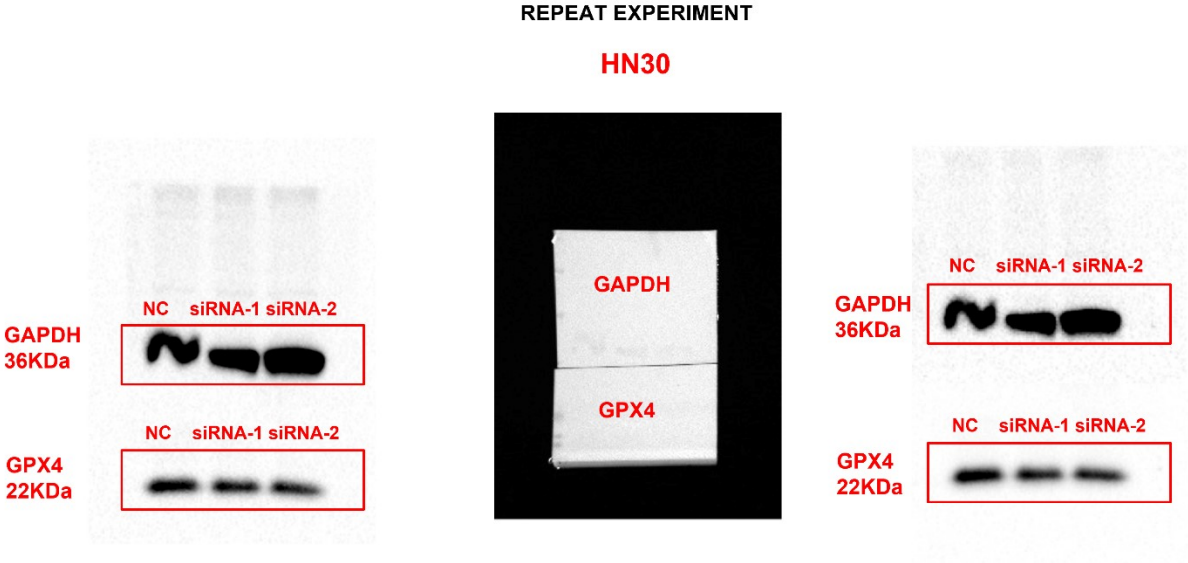 REPEAT EXPERIMENT
HN30
NC siRNA-1 siRNA-2
GAPDH
36KDa
NC siRNA-1 siRNA-2
GPX4
22KDa
GAPDH
GPX4
NC siRNA-1 siRNA-2
GAPDH
36KDa
NC siRNA-1 siRNA-2
GPX4
22KDa